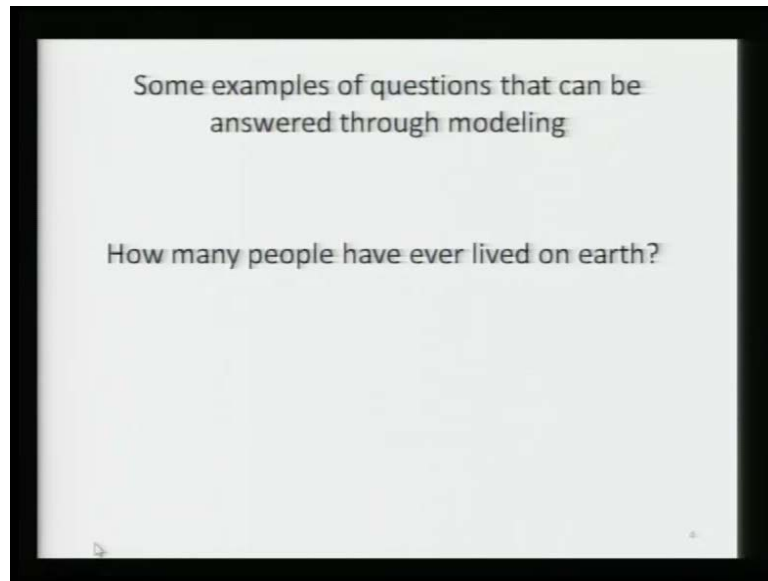 Some examples of questions that can be
answered through modeling
How many people have ever lived on earth?